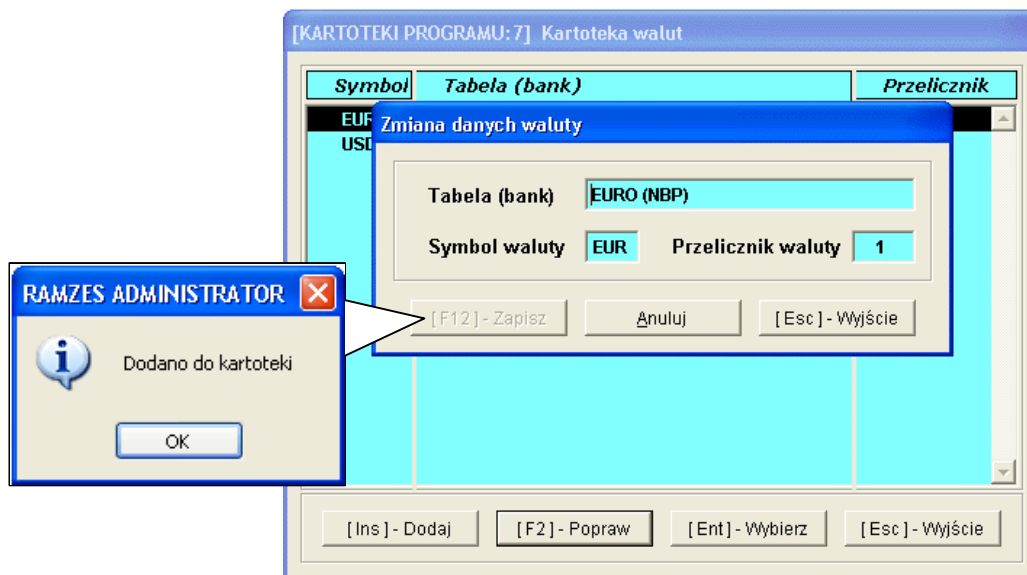 [KARTOTEKI PROGRAMU:7] Kartoteka walut
Symbol Tabela (bank) Przelicznik
EUR
USD
Zmiana danych waluty
Tabela (bank) EURO (NBP)
Symbol waluty EUR Przelicznik waluty 1
[F12] - Zapisz Anuluj [Esc] - Wyjście
RAMZES ADMINISTRATOR
Dodano do kartoteki
OK
[Ins] - Dodaj [F2] - Popraw [Ent] - Wybierz [Esc] - Wyjście